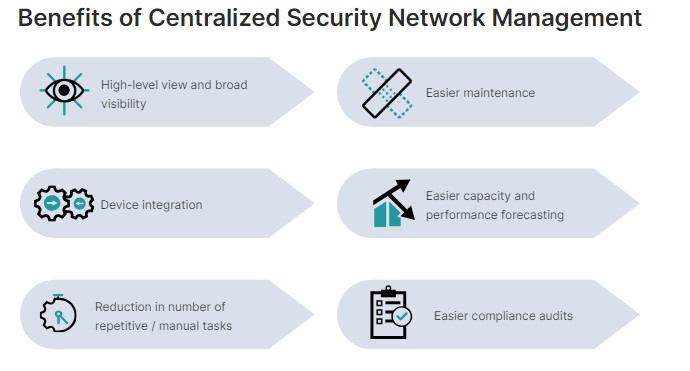 Benefits of Centralized Security Network Management
High-level view and broad
visibility
Easier maintenance
Device integration
Easier capacity and
performance forecasting
Reduction in number of
repetitive / manual tasks
Easier compliance audits